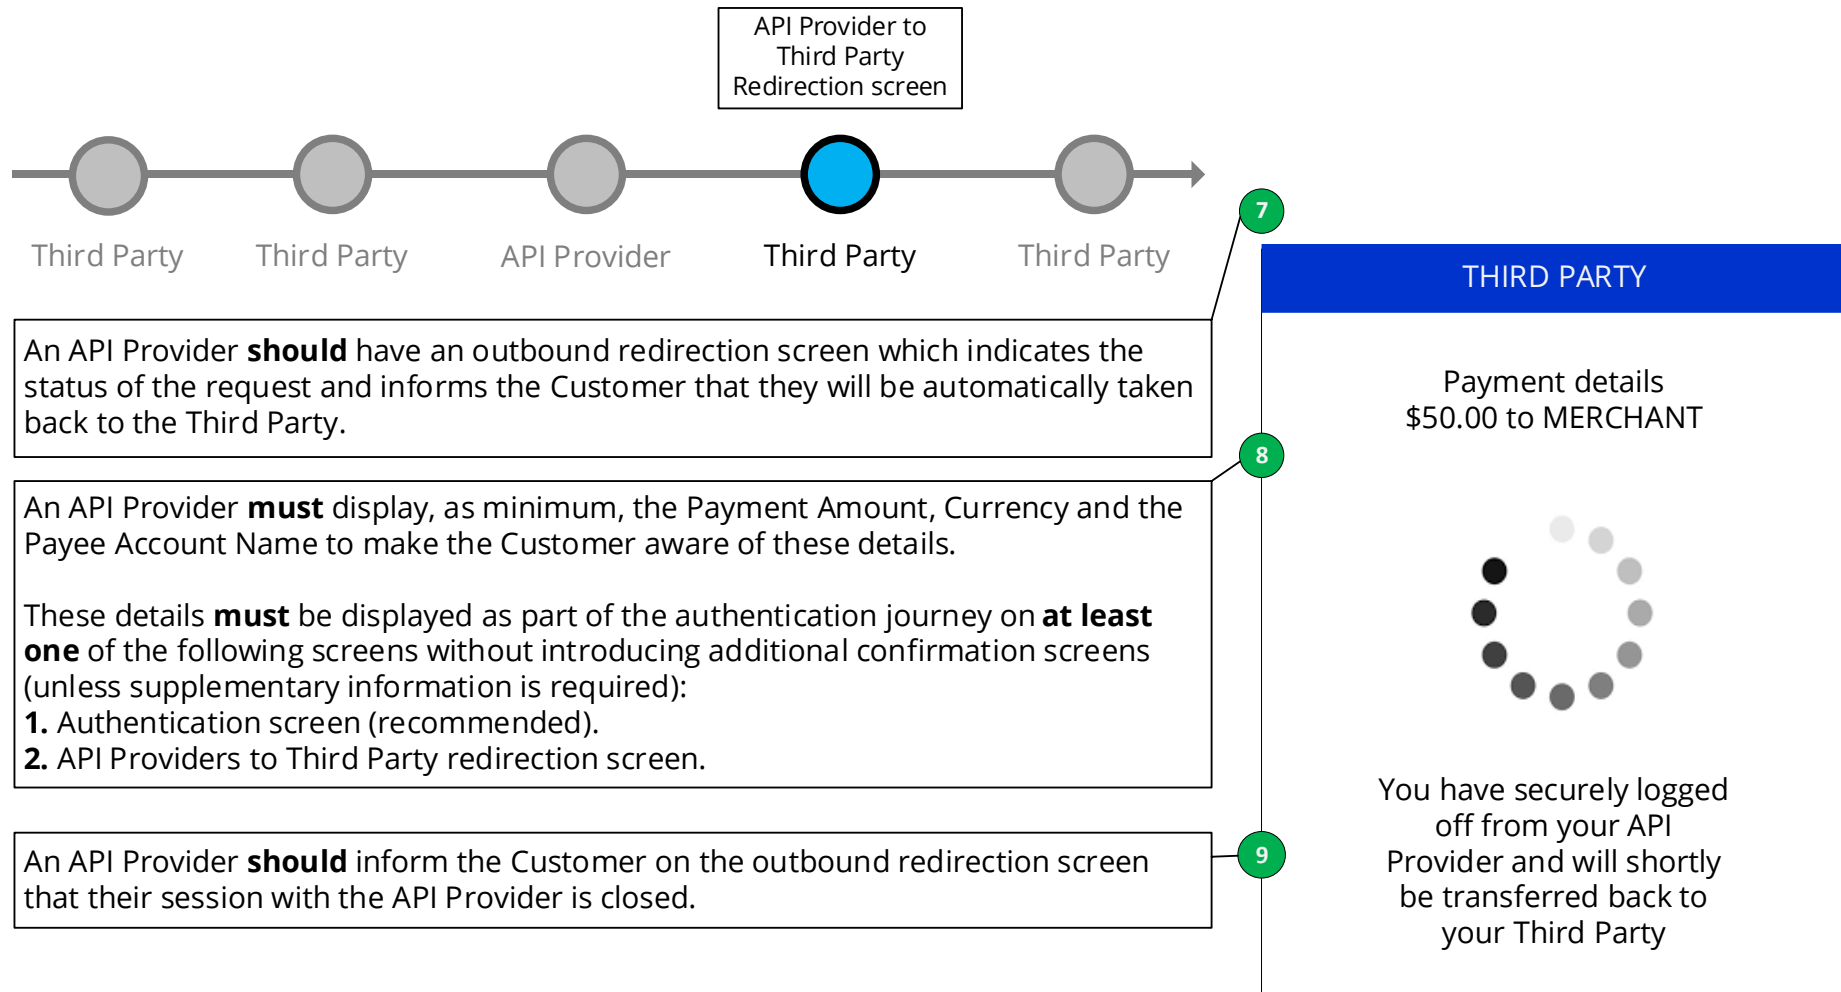 API Provider to
Third Party
Redirection screen
Third Party
Third Party
API Provider
Third Party
Third Party
7
An API Provider should have an outbound redirection screen which indicates the
status of the request and informs the Customer that they will be automatically taken
back to the Third Party.
8
An API Provider must display, as minimum, the Payment Amount, Currency and the
Payee Account Name to make the Customer aware of these details.
These details must be displayed as part of the authentication journey on at least
one of the following screens without introducing additional confirmation screens
(unless supplementary information is required):
1. Authentication screen (recommended).
2. API Providers to Third Party redirection screen.
9
An API Provider should inform the Customer on the outbound redirection screen
that their session with the API Provider is closed.
THIRD PARTY
Payment details
$50.00 to MERCHANT
You have securely logged
off from your API
Provider and will shortly
be transferred back to
your Third Party